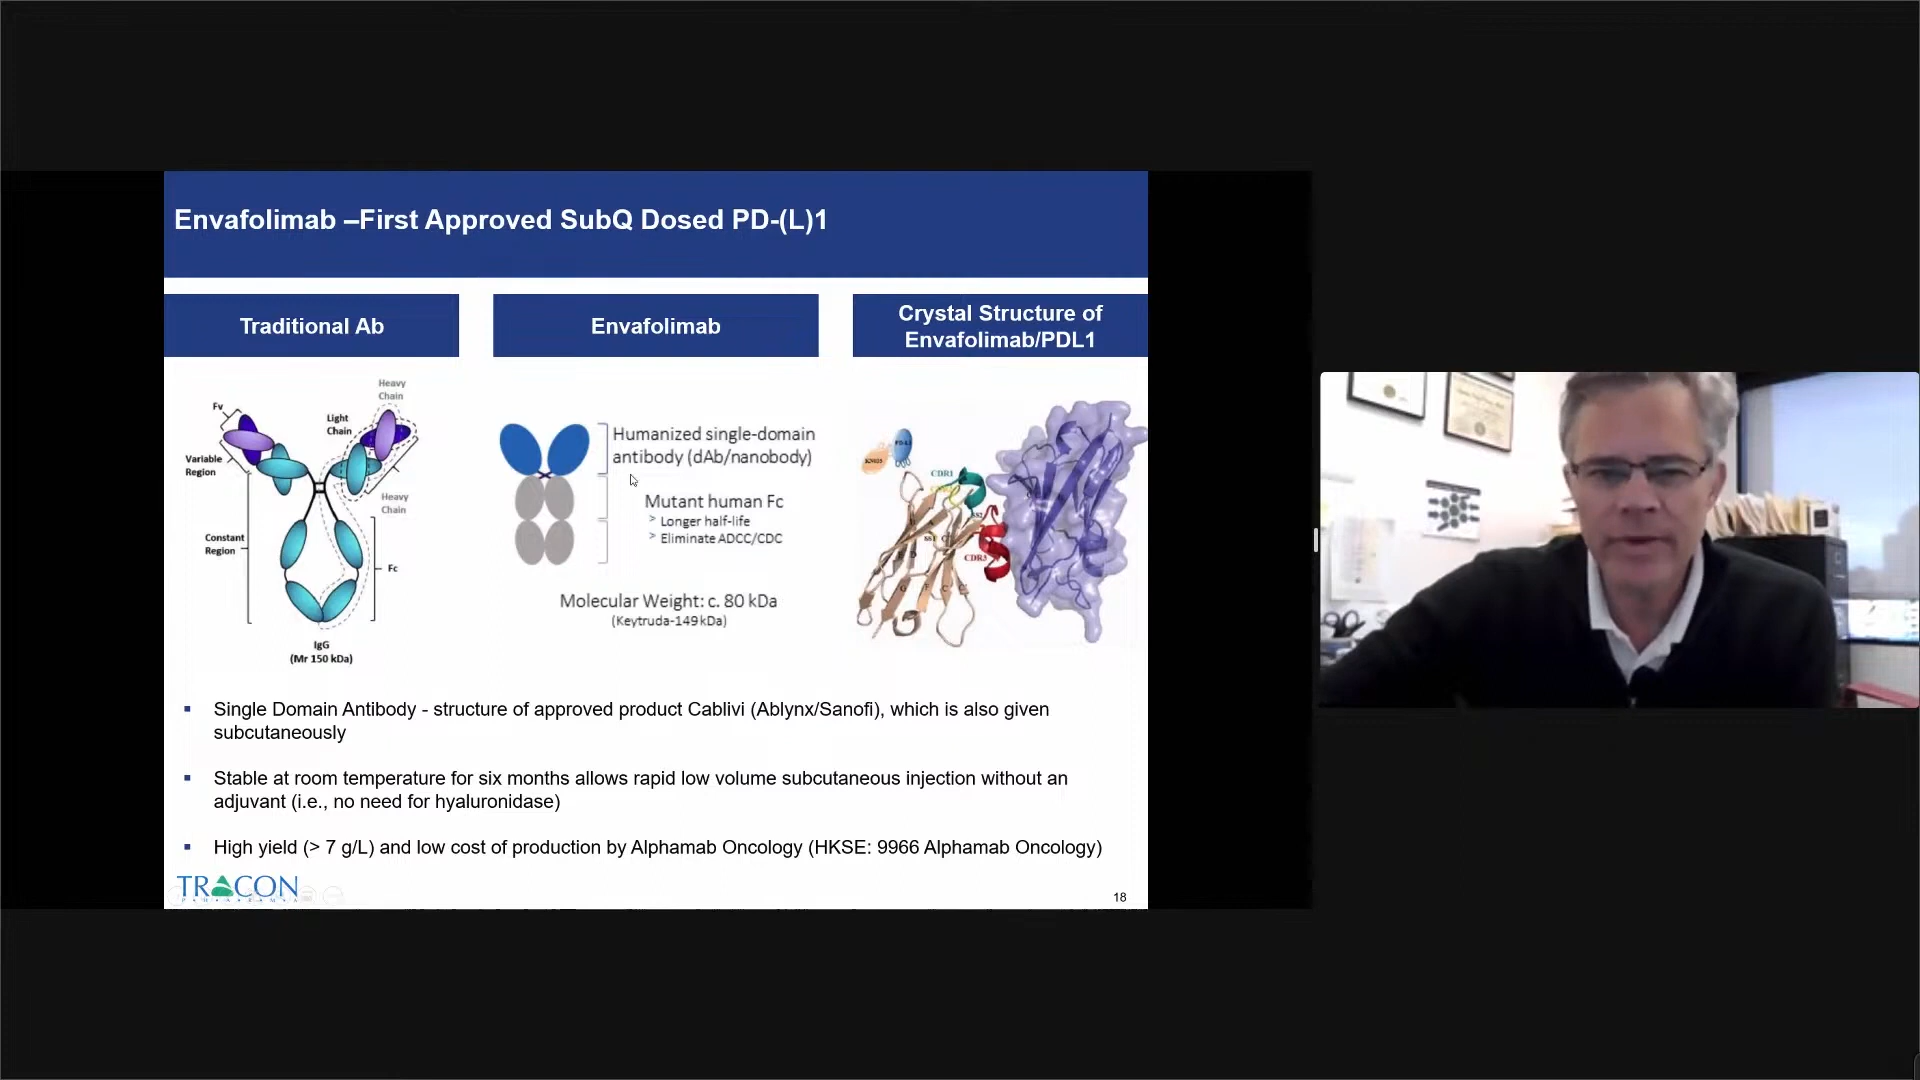 Envafolimab –First Approved SubQ Dosed PD-(L)1
Traditional Ab
Envafolimab
Crystal Structure of
Envafolimab/PDL1
Heavy
Chain
Fv
Light
Chain
Variable
Region
Heavy
Chain
Constant
Region
Fc
IgG
(Mr 150 kDa)
Humanized single-domain
antibody (dAb/nanobody)
Mutant human Fc
> Longer half-life
> Eliminate ADCC/CDC
Molecular Weight: c. 80 kDa
(Keytruda-149kDa)
PD-L1
KN035
CDR1
CDR3
▪ Single Domain Antibody - structure of approved product Cablivi (Ablynx/Sanofi), which is also given
subcutaneously
▪ Stable at room temperature for six months allows rapid low volume subcutaneous injection without an
adjuvant (i.e., no need for hyaluronidase)
▪ High yield (> 7 g/L) and low cost of production by Alphamab Oncology (HKSE: 9966 Alphamab Oncology)
TRACON
18